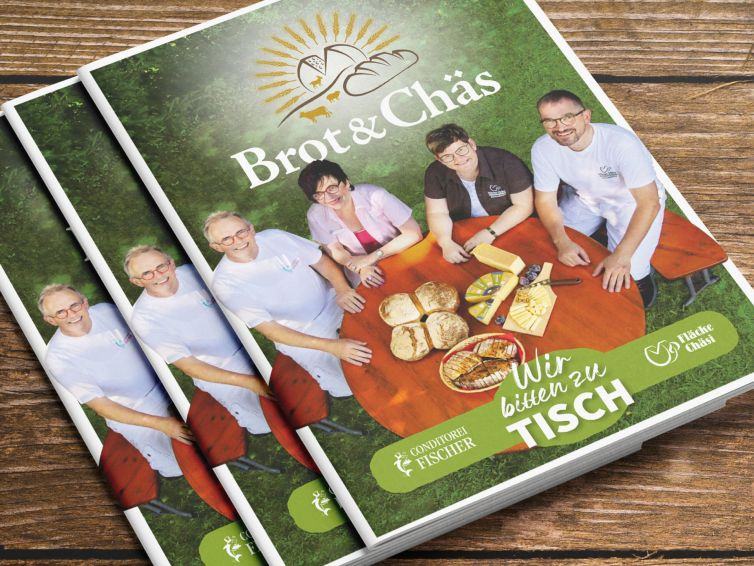 Brot & Chäs
Wir
bitten zu
TISCH
CONDITOREI
FISCHER
Fläcke
Chäsi